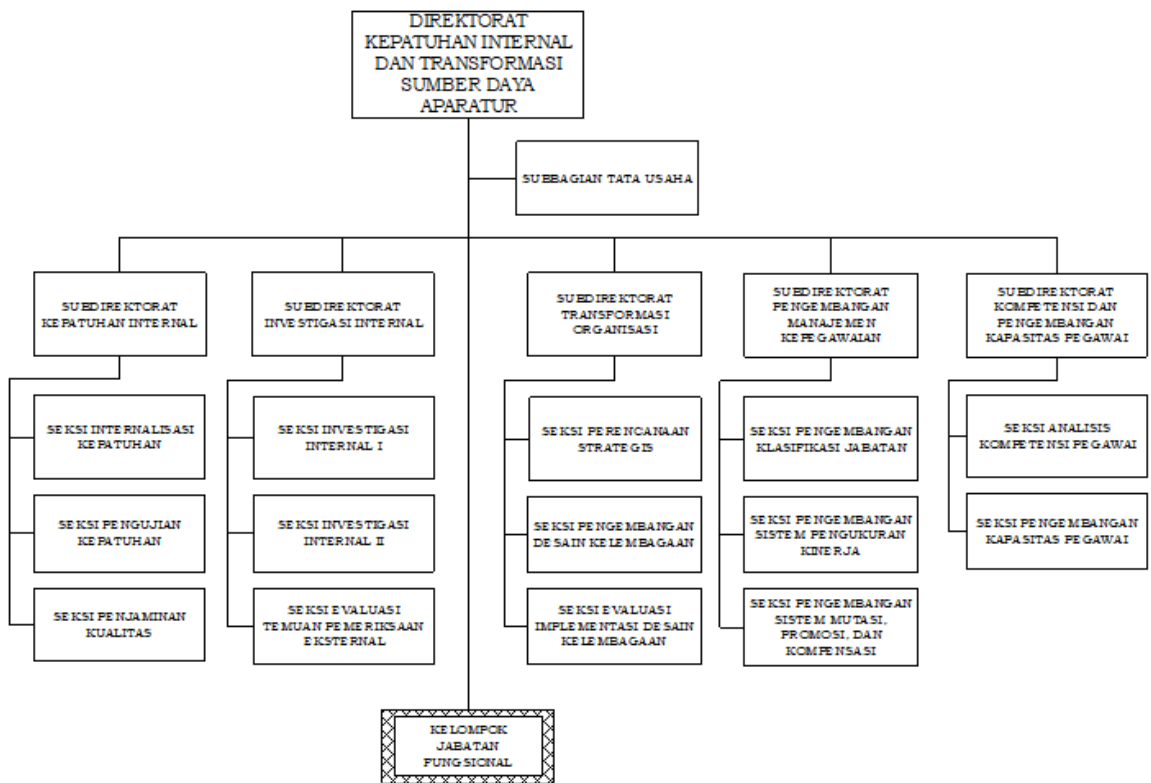 DIREKTORAT
KEPATUHAN INTERNAL
DAN TRANSFORMASI
SUMBER DAYA
APARATUR
SUBBAGIAN TATA USAHA
SUBDIREKTORAT
KEPATUHAN INTERNAL
SUBDIREKTORAT
INVESTIGASI INTERNAL
SUBDIREKTORAT
TRANSFORMASI
ORGANISASI
SUBDIREKTORAT
PENGEMBANGAN
MANAJEMEN
KEPEGAWAIAN
SUBDIREKTORAT
KOMPETENSI DAN
PENGEMBANGAN
KAPASITAS PEGAWAI
SEKSI INTERNALISASI
KEPATUHAN
SEKSI INVESTIGASI
INTERNAL I
SEKSI PERENCANAAN
STRATEGIS
SEKSI PENGEMBANGAN
KLASIFIKASI JABATAN
SEKSI ANALISIS
KOMPETENSI PEGAWAI
SEKSI PENGUJIAN
KEPATUHAN
SEKSI INVESTIGASI
INTERNAL II
SEKSI PENGEMBANGAN
DESAIN KELEMBAGAAN
SEKSI PENGEMBANGAN
SISTEM PENGUKURAN
KINERJA
SEKSI PENGEMBANGAN
KAPASITAS PEGAWAI
SEKSI PENJAMINAN
KUALITAS
SEKSI EVALUASI
TEMUAN PEMERIKSAAN
EKSTERNAL
SEKSI EVALUASI
IMPLEMENTASI DESAIN
KELEMBAGAAN
SEKSI PENGEMBANGAN
SISTEM MUTASI,
PROMOSI, DAN
KOMPENSASI
KELOMPOK
JABATAN
FUNGSIONAL